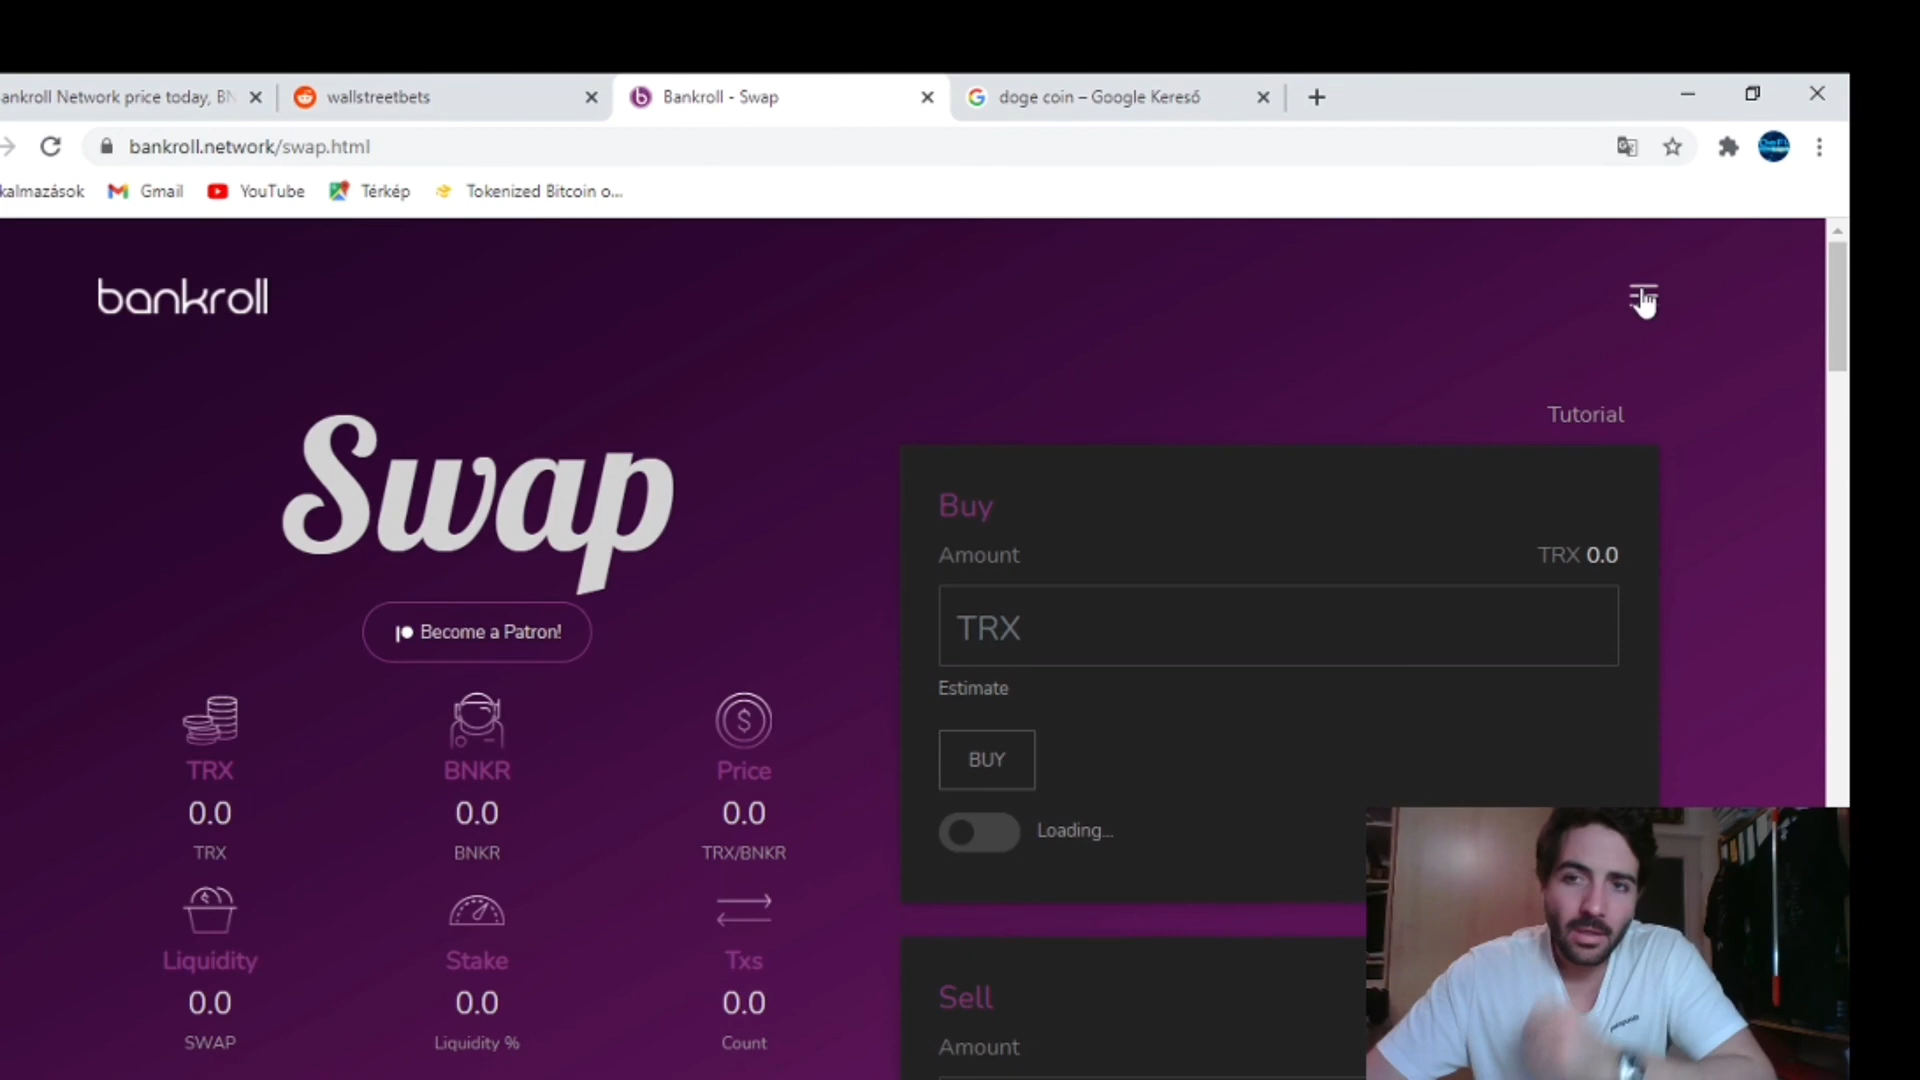 ankroll Network price today, BN
wallstreetbets
Bankroll - Swap
doge coin – Google Kereső
bankroll.network/swap.html
kalmazások
Gmail
YouTube
Térkép
Tokenized Bitcoin o...
bankroll
Tutorial
Swap
Become a Patron!
TRX
0.0
TRX
BNKR
0.0
BNKR
Price
0.0
TRX/BNKR
Liquidity
0.0
SWAP
Stake
0.0
Liquidity %
Txs
0.0
Count
Buy
Amount
TRX 0.0
TRX
Estimate
BUY
Loading...
Sell
Amount
patagonia